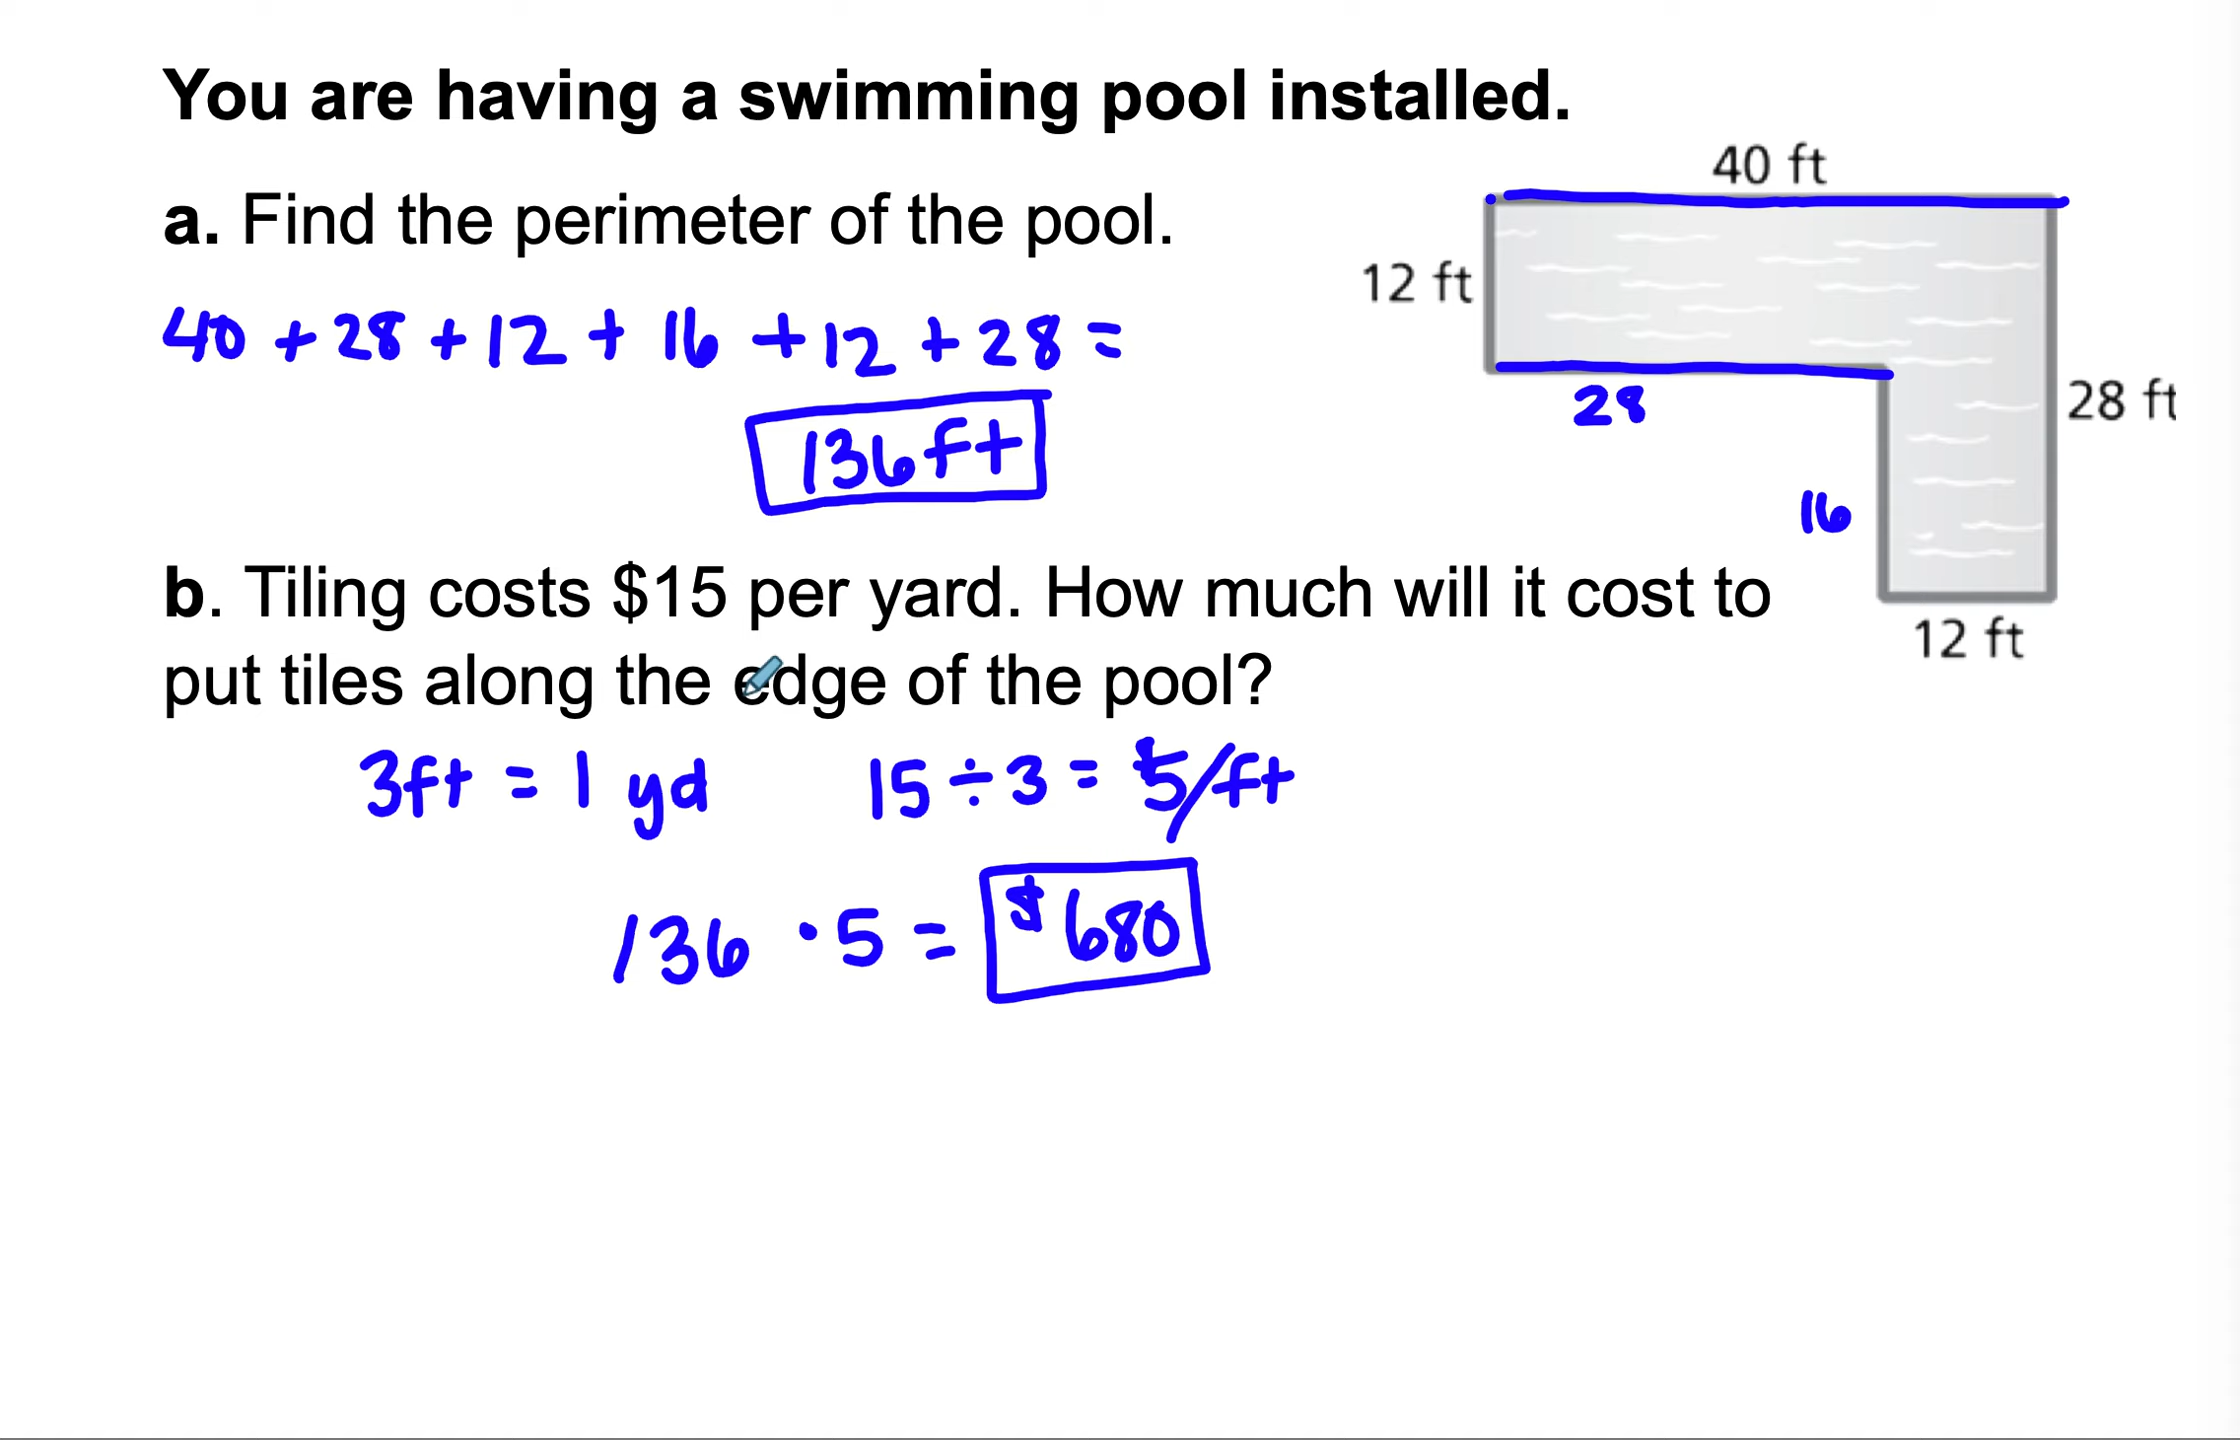 You are having a swimming pool installed.
40 ft
a. Find the perimeter of the pool.
12 ft
40 + 28 + 12 + 16 + 12 + 28 =
28
28 ft
136 ft
16
b. Tiling costs $15 per yard. How much will it cost to
12 ft
put tiles along the edge of the pool?
3ft = 1 yd 15 ÷ 3 = $5/ft
136 · 5 = $680